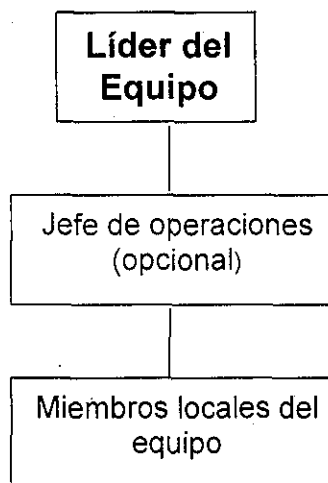 Líder del
Equipo
Jefe de operaciones
(opcional)
Miembros locales del
equipo